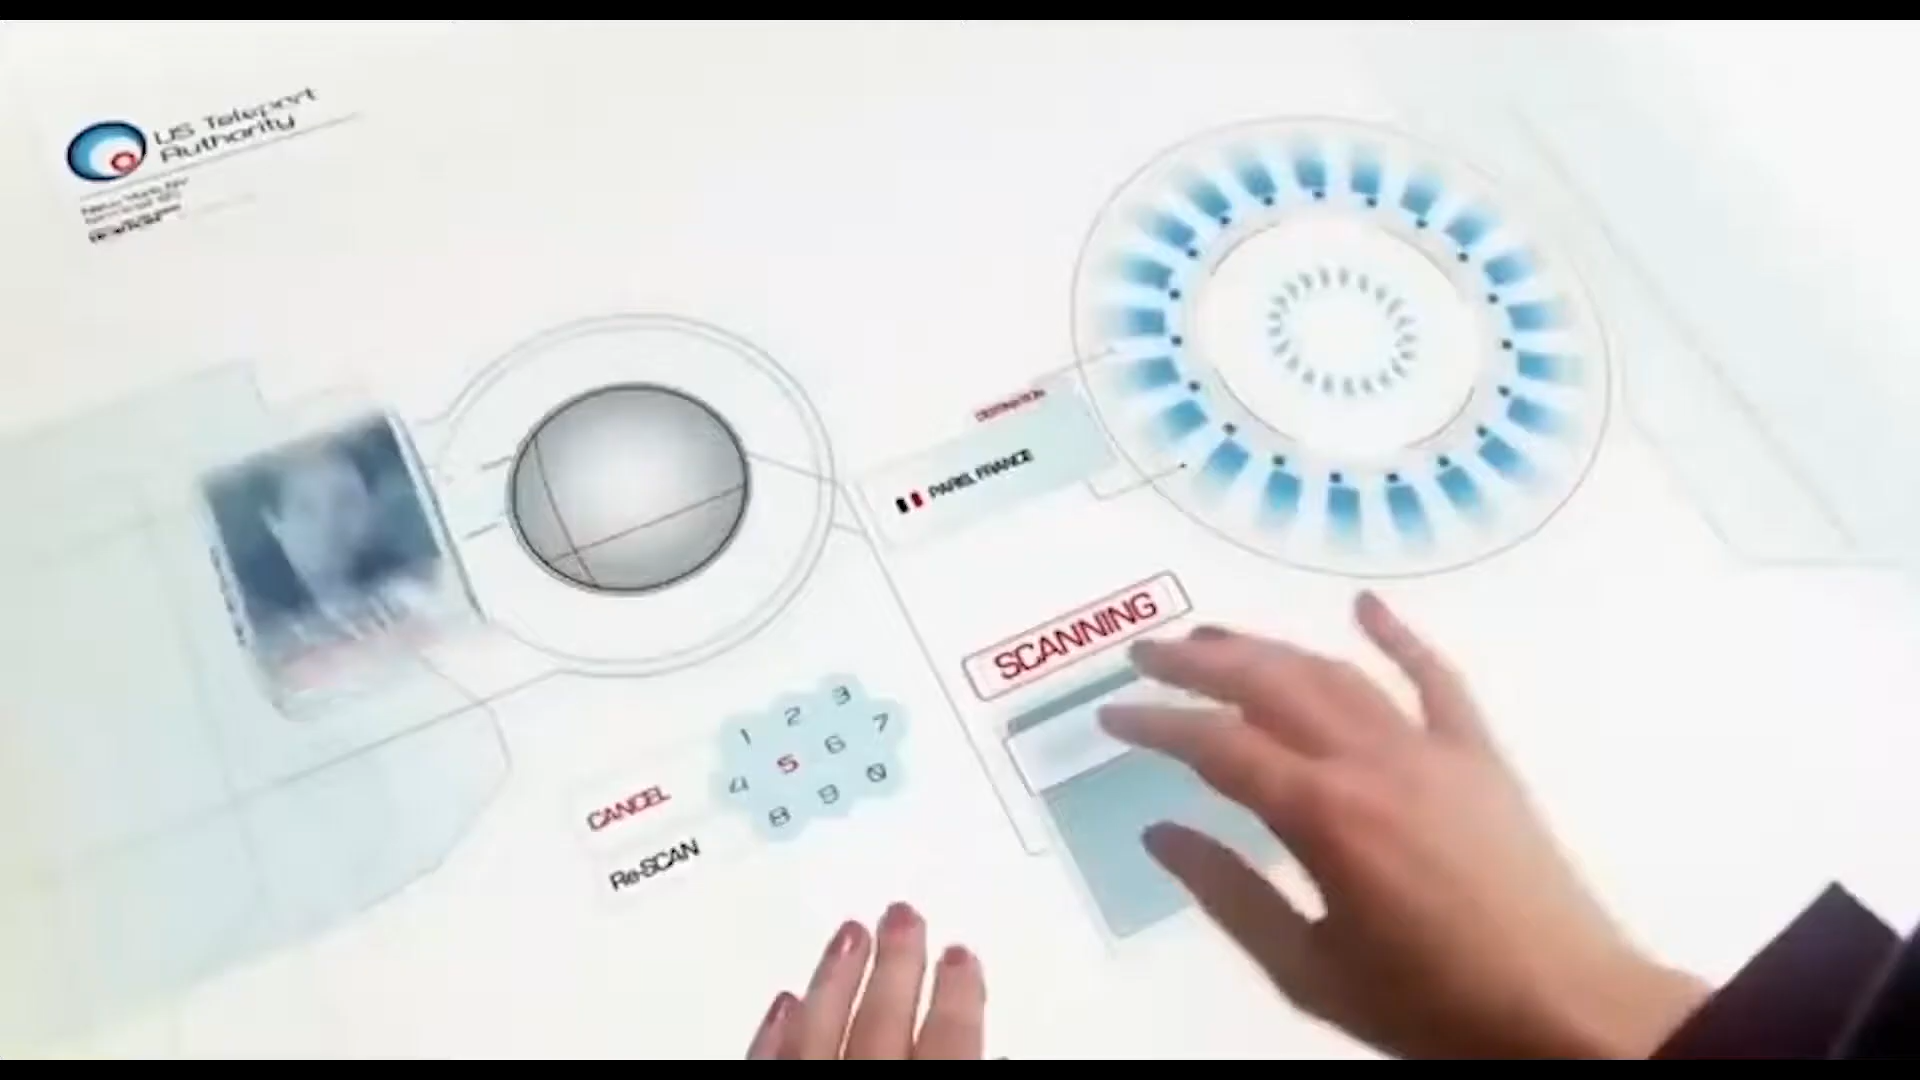 US Teleport
Authority
DESTINATION
PARIS, FRANCE
SCANNING
1 2 3
4 5 6 7
8 9 0
CANCEL
Re-SCAN